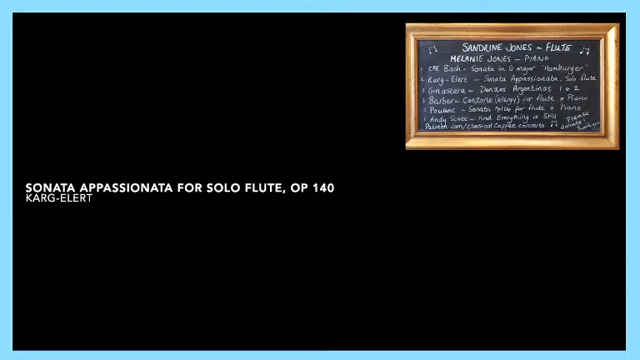 SANDRINE JONES ~ FLUTE
MELANIE JONES ~ PIANO
CPE Bach ~ Sonata in G major 'Hamburger'
Karg-Elert ~ Sonata Appassionata, Solo flute
Ginastera ~ Danzas Argentinas 1 & 2
Barber ~ Canzone (elegy) for flute & Piano
Poulenc ~ Sonata for flute & Piano
Andy Scott ~ And Everything is Still
Patreon.com/Classical Coffee concerts
Please
donate!
SONATA APPASSIONATA FOR SOLO FLUTE, OP 140
KARG-ELERT